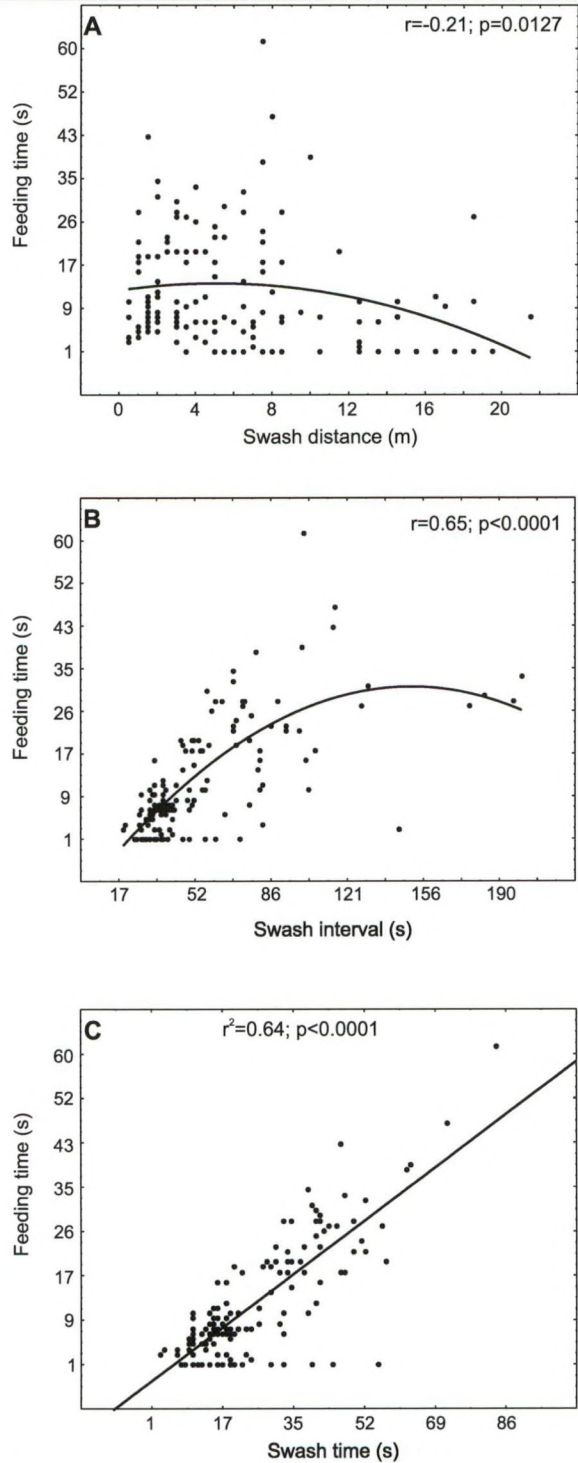 A
r=-0.21; p=0.0127
Feeding time (s)
60
52
43
35
26
17
9
1
0 4 8 12 16 20
Swash distance (m)
B
r=0.65; p<0.0001
Feeding time (s)
60
52
43
35
26
17
9
1
17 52 86 121 156 190
Swash interval (s)
C
r²=0.64; p<0.0001
Feeding time (s)
60
52
43
35
26
17
9
1
1 17 35 52 69 86
Swash time (s)